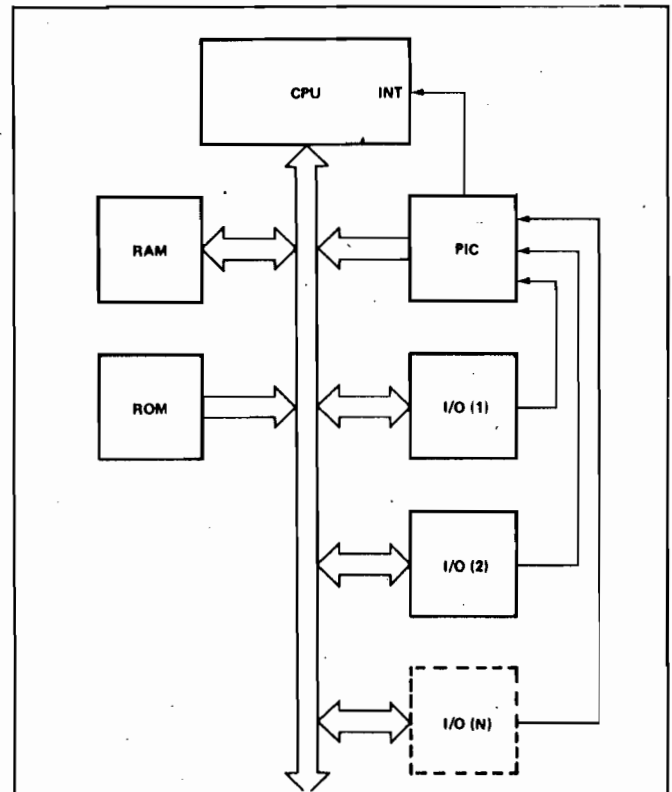 CPU INT
RAM
PIC
ROM
I/O (1)
I/O (2)
I/O (N)